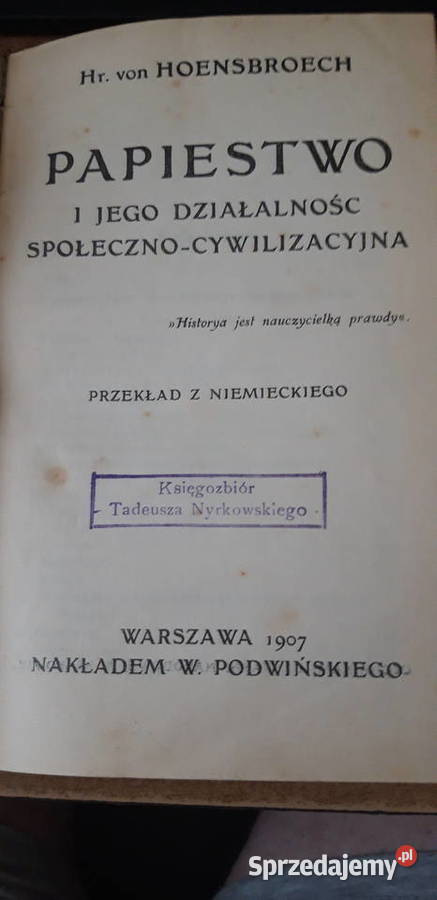 Hr. von HOENSBROECH
PAPIESTWO
I JEGO DZIAŁALNOŚC
SPOŁECZNO-CYWILIZACYJNA
»Historya jest nauczycielką prawdy«.
PRZEKŁAD Z NIEMIECKIEGO
Księgozbiór
Tadeusza Nyrkowskiego
WARSZAWA 1907
NAKŁADEM W. PODWIŃSKIEGO
Sprzedajemy.pl